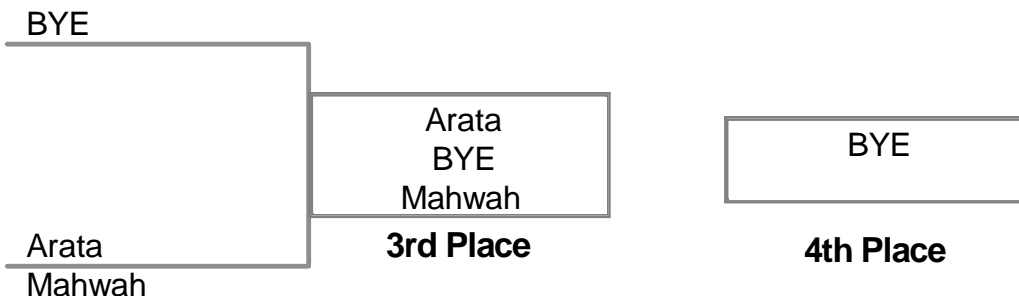 BYE
Arata
BYE
Mahwah
3rd Place
BYE
4th Place
Arata
Mahwah